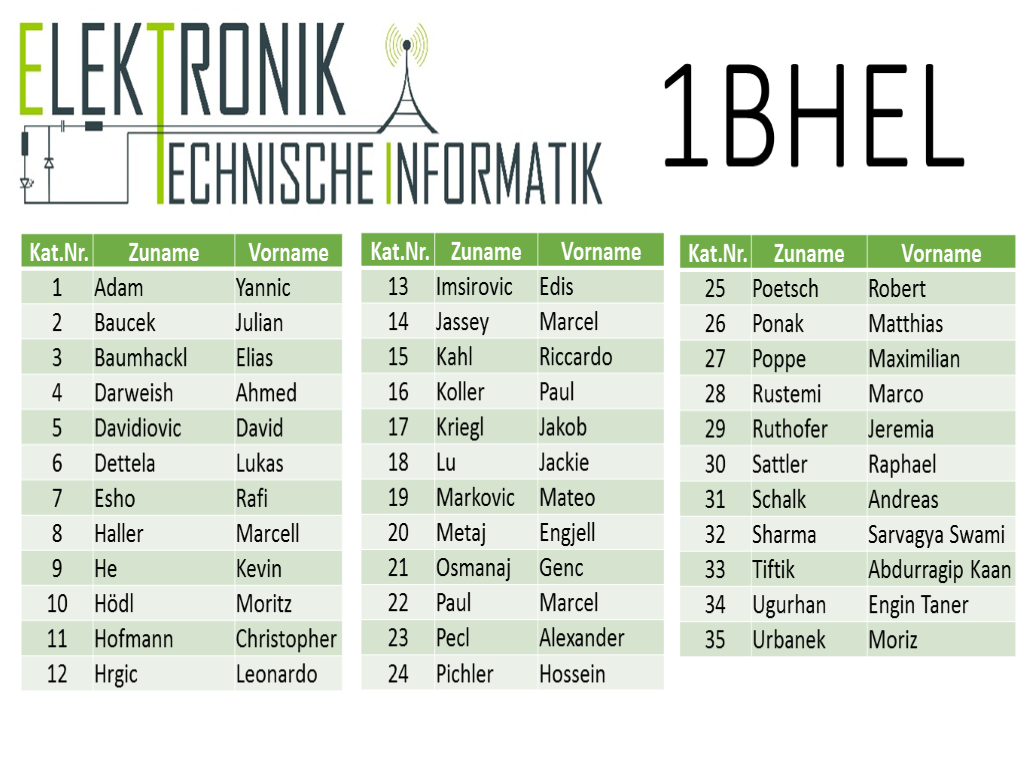 ELEKTRONIK
TECHNISCHE INFORMATIK
1BHEL
Kat.Nr. Zuname Vorname
1 Adam Yannic
2 Baucek Julian
3 Baumhackl Elias
4 Darweish Ahmed
5 Davidiovic David
6 Dettela Lukas
7 Esho Rafi
8 Haller Marcell
9 He Kevin
10 Hödl Moritz
11 Hofmann Christopher
12 Hrgic Leonardo
Kat.Nr. Zuname Vorname
13 Imsirovic Edis
14 Jassey Marcel
15 Kahl Riccardo
16 Koller Paul
17 Kriegl Jakob
18 Lu Jackie
19 Markovic Mateo
20 Metaj Engjell
21 Osmanaj Genc
22 Paul Marcel
23 Pecl Alexander
24 Pichler Hossein
Kat.Nr. Zuname Vorname
25 Poetsch Robert
26 Ponak Matthias
27 Poppe Maximilian
28 Rustemi Marco
29 Ruthofer Jeremia
30 Sattler Raphael
31 Schalk Andreas
32 Sharma Sarvagya Swami
33 Tiftik Abdurragip Kaan
34 Ugurhan Engin Taner
35 Urbanek Moriz